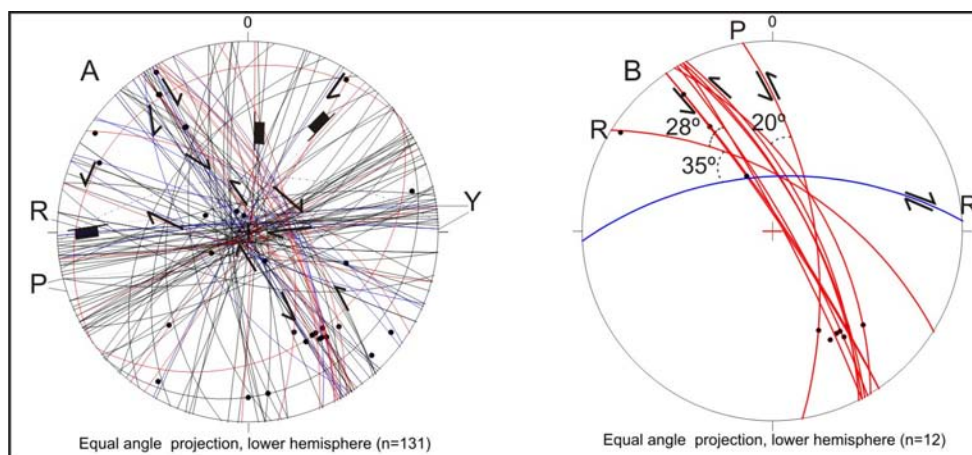 0
A
R
P
Y
Equal angle projection, lower hemisphere (n=131)
0
P
B
R
28º
20º
35º
R
Equal angle projection, lower hemisphere (n=12)